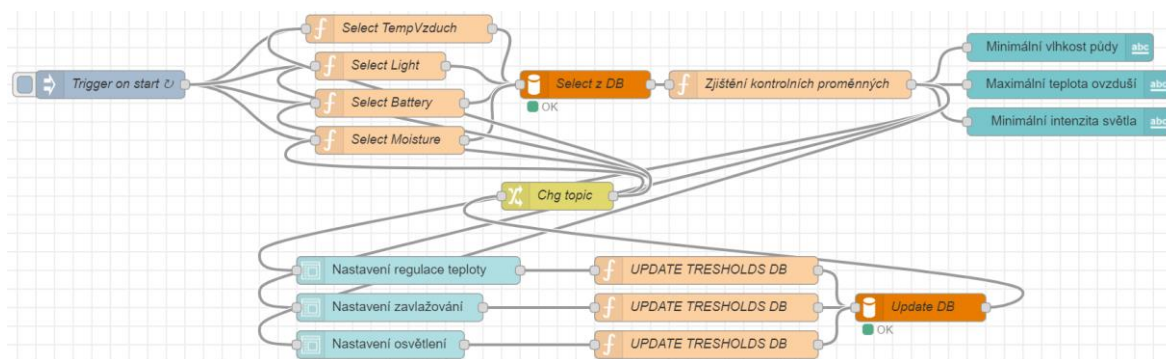 Select TempVzduch
Minimální vlhkost půdy abc
Select Light
Trigger on start ↻
Select z DB
Zjištění kontrolních proměnných
Maximální teplota ovzduší abc
Select Battery
OK
Minimální intenzita světla abc
Select Moisture
Chg topic
Nastavení regulace teploty
UPDATE TRESHOLDS DB
Nastavení zavlažování
UPDATE TRESHOLDS DB
Update DB
OK
Nastavení osvětlení
UPDATE TRESHOLDS DB